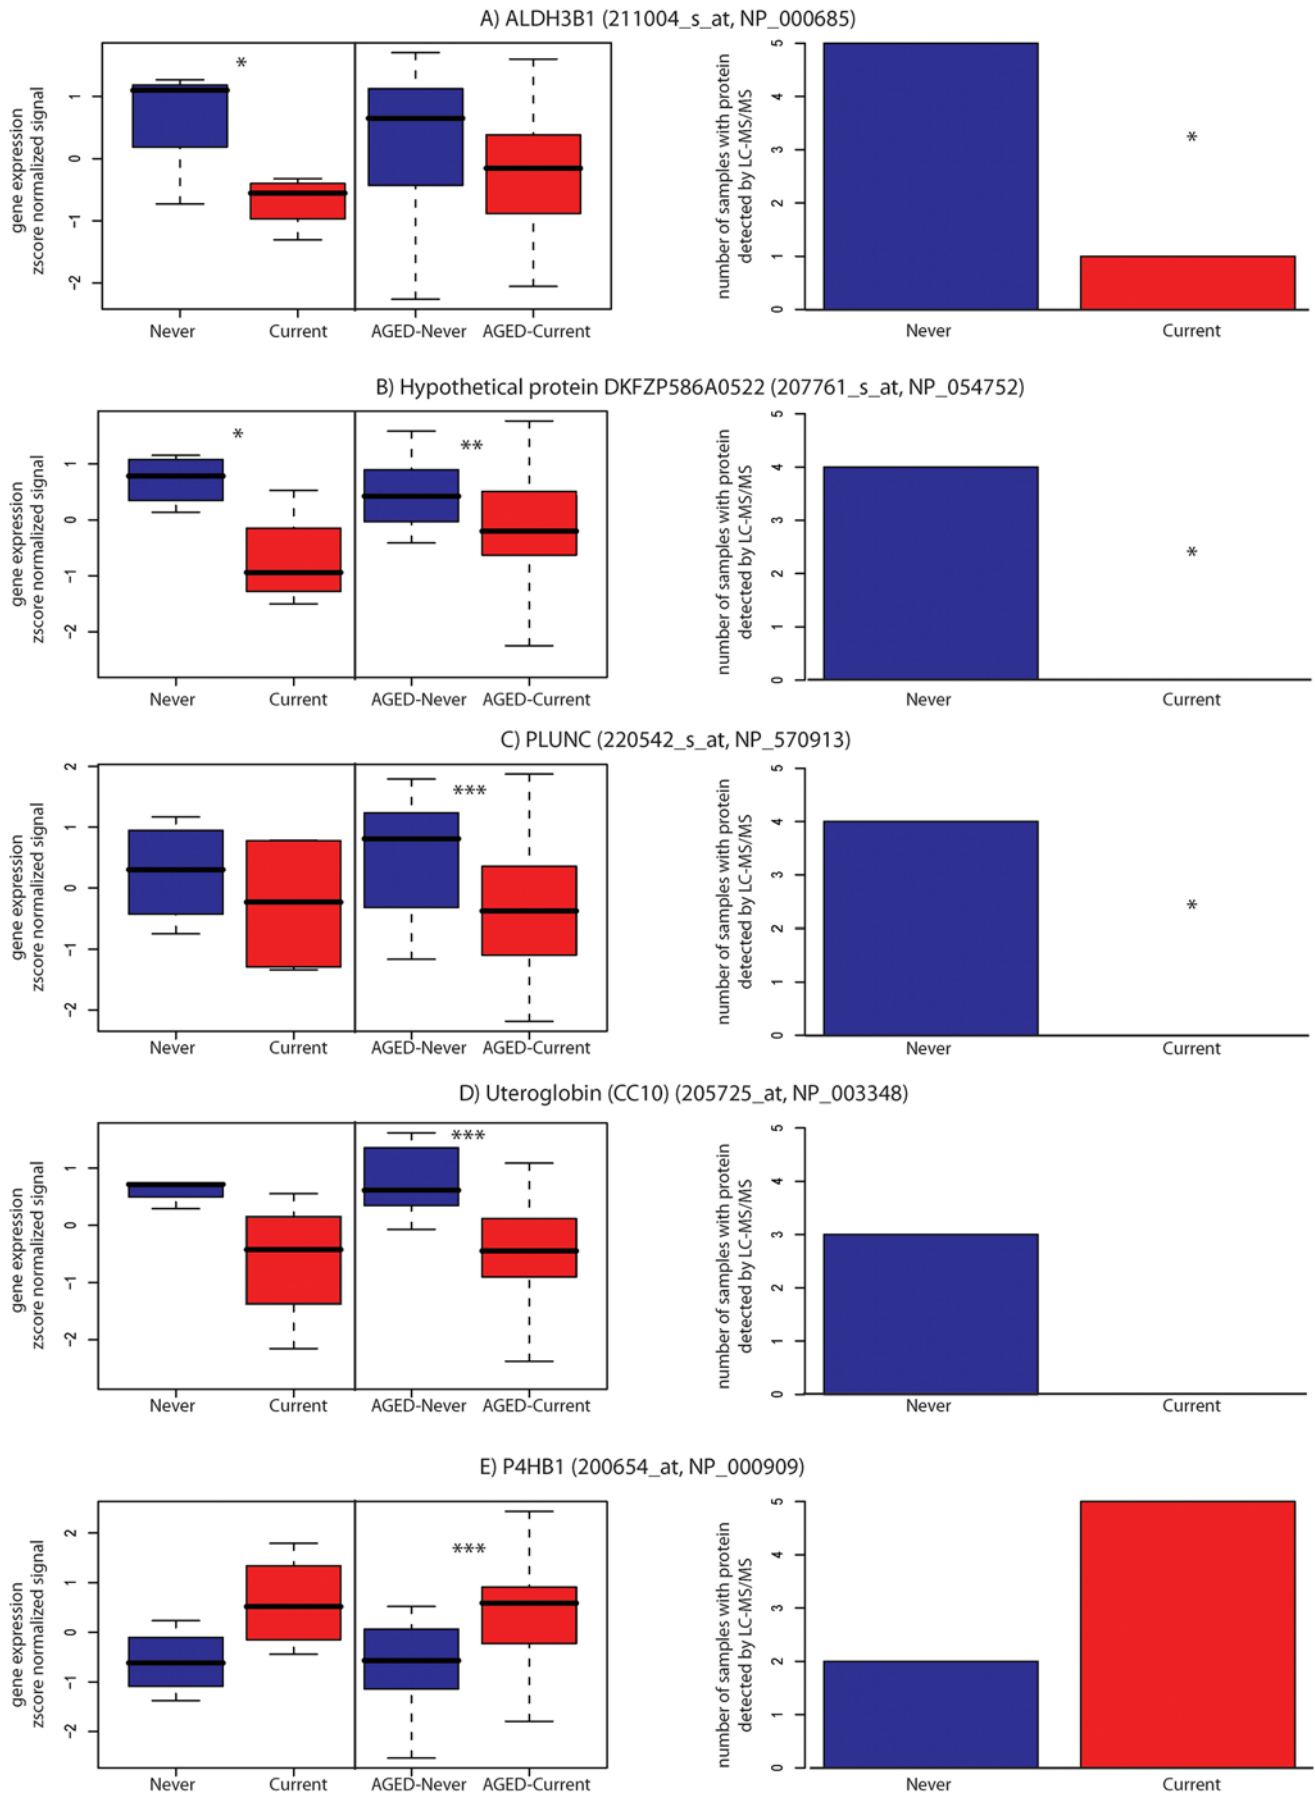 A) ALDH3B1 (211004_s_at, NP_000685)
gene expression
zscore normalized signal
1
0
-1
-2
*
Never
Current
AGED-Never
AGED-Current
number of samples with protein
detected by LC-MS/MS
5
4
3
2
1
0
*
Never
Current
B) Hypothetical protein DKFZP586A0522 (207761_s_at, NP_054752)
gene expression
zscore normalized signal
1
0
-1
-2
*
**
Never
Current
AGED-Never
AGED-Current
number of samples with protein
detected by LC-MS/MS
5
4
3
2
1
0
*
Never
Current
C) PLUNC (220542_s_at, NP_570913)
gene expression
zscore normalized signal
2
1
0
-1
-2
***
Never
Current
AGED-Never
AGED-Current
number of samples with protein
detected by LC-MS/MS
5
4
3
2
1
0
*
Never
Current
D) Uteroglobin (CC10) (205725_at, NP_003348)
gene expression
zscore normalized signal
1
0
-1
-2
***
Never
Current
AGED-Never
AGED-Current
number of samples with protein
detected by LC-MS/MS
5
4
3
2
1
0
Never
Current
E) P4HB1 (200654_at, NP_000909)
gene expression
zscore normalized signal
2
1
0
-1
-2
***
Never
Current
AGED-Never
AGED-Current
number of samples with protein
detected by LC-MS/MS
5
4
3
2
1
0
Never
Current